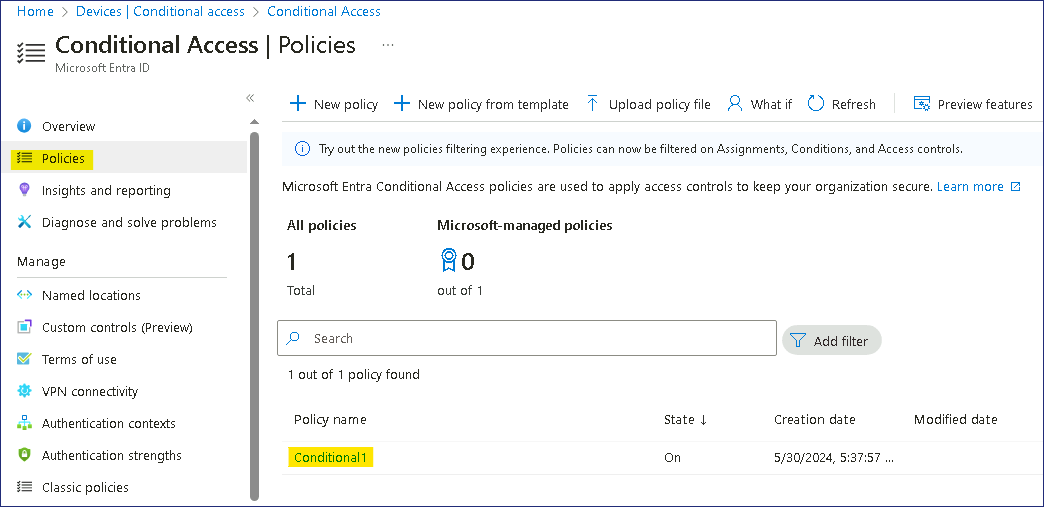 Home > Devices | Conditional access > Conditional Access
Conditional Access | Policies ...
Microsoft Entra ID
«
Overview
Policies
Insights and reporting
Diagnose and solve problems
Manage
Named locations
Custom controls (Preview)
Terms of use
VPN connectivity
Authentication contexts
Authentication strengths
Classic policies
New policy New policy from template Upload policy file What if Refresh Preview features
Try out the new policies filtering experience. Policies can now be filtered on Assignments, Conditions, and Access controls.
Microsoft Entra Conditional Access policies are used to apply access controls to keep your organization secure. Learn more
All policies Microsoft-managed policies
1 0
Total out of 1
Search Add filter
1 out of 1 policy found
Policy name State ↓ Creation date Modified date
Conditional1 On 5/30/2024, 5:37:57 ...